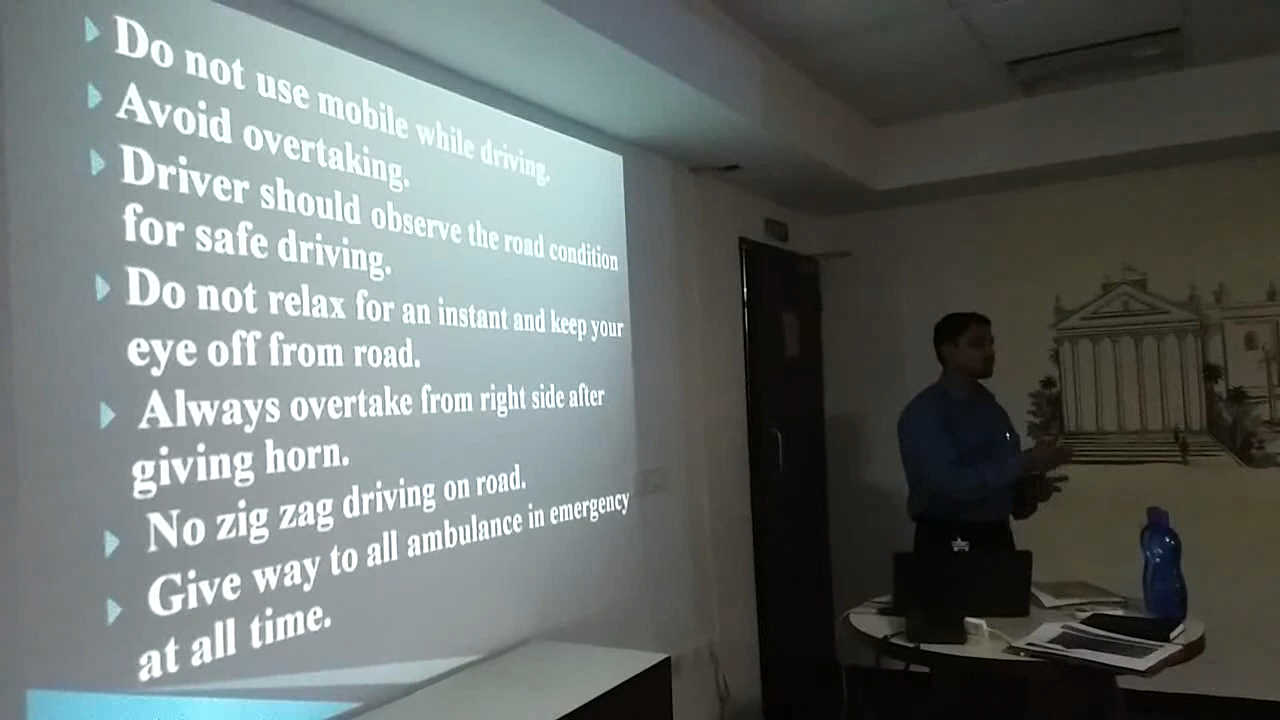 Do not use mobile while driving.
Avoid overtaking.
Driver should observe the road condition
for safe driving.
Do not relax for an instant and keep your
eye off from road.
Always overtake from right side after
giving horn.
No zig zag driving on road.
Give way to all ambulance in emergency
at all time.